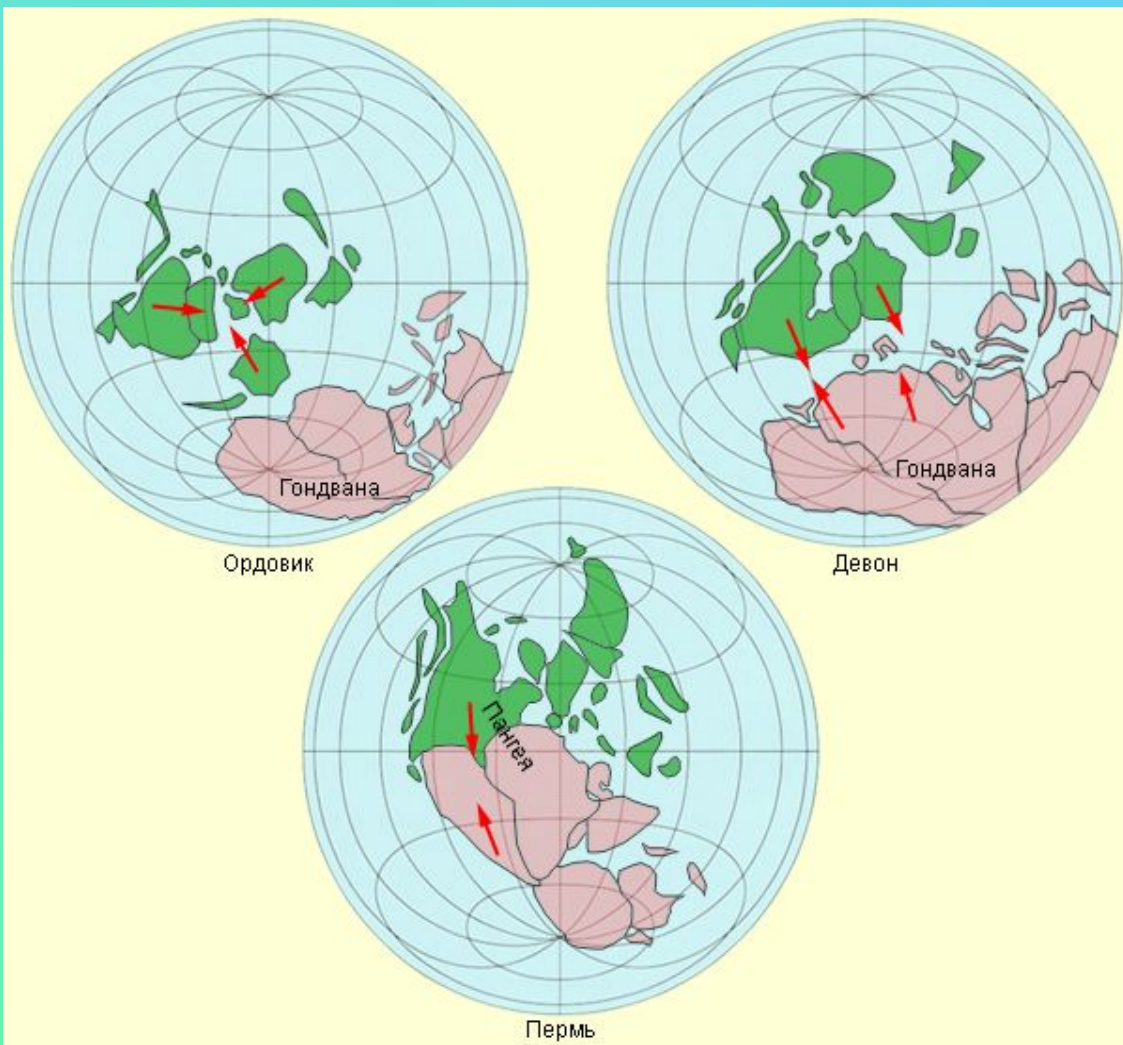 Гондвана
Ордовик
Гондвана
Девон
Пангея
Пермь